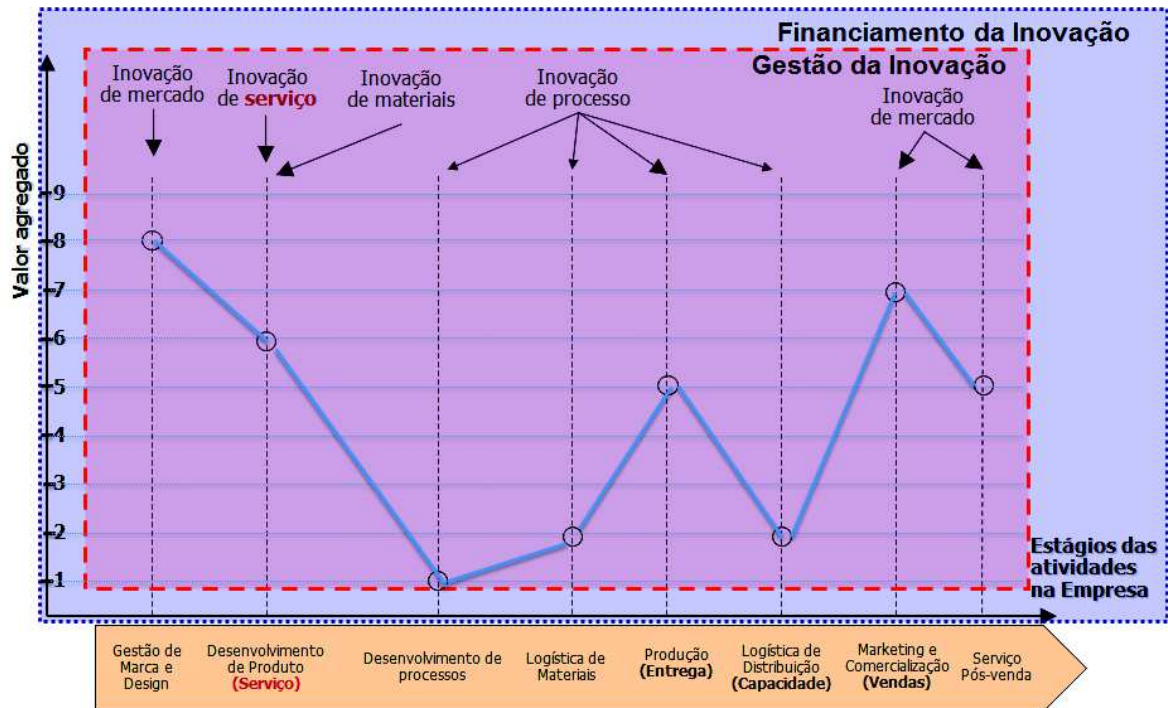 Financiamento da Inovação
Gestão da Inovação
Inovação
de mercado
Inovação
de serviço
Inovação
de materiais
Inovação
de processo
Inovação
de mercado
Valor agregado
9
8
7
6
5
4
3
2
1
Estágios das
atividades
na Empresa
Gestão de
Marca e
Design
Desenvolvimento
de Produto
(Serviço)
Desenvolvimento de
processos
Logística de
Materiais
Produção
(Entrega)
Logística de
Distribuição
(Capacidade)
Marketing e
Comercialização
(Vendas)
Serviço
Pós-venda